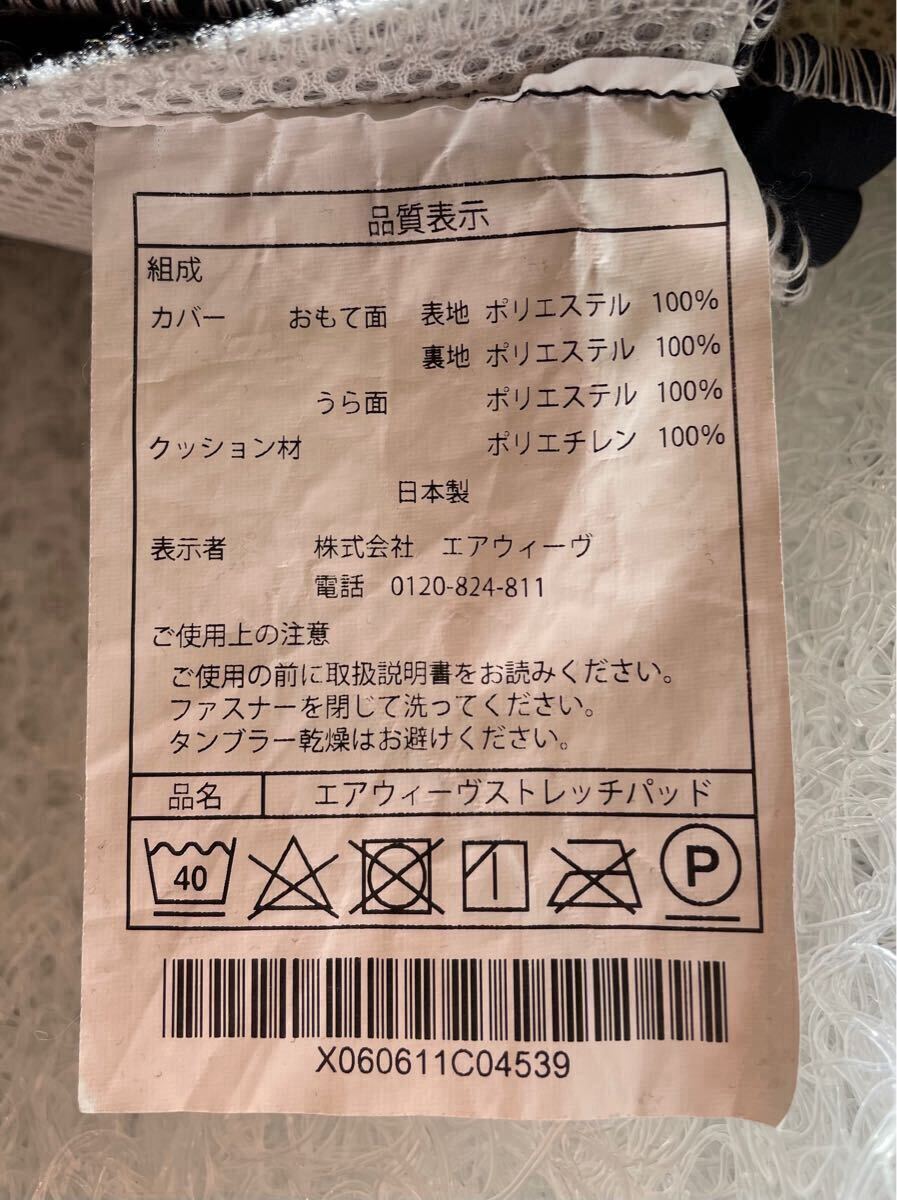 品質表示
組成
カバー おもて面 表地 ポリエステル 100%
裏地 ポリエステル 100%
うら面 ポリエステル 100%
クッション材 ポリエチレン 100%
日本製
表示者 株式会社 エアウィーヴ
電話 0120-824-811
ご使用上の注意
ご使用の前に取扱説明書をお読みください。
ファスナーを閉じて洗ってください。
タンブラー乾燥はお避けください。
品名 エアウィーヴストレッチパッド
40 P
X060611C04539